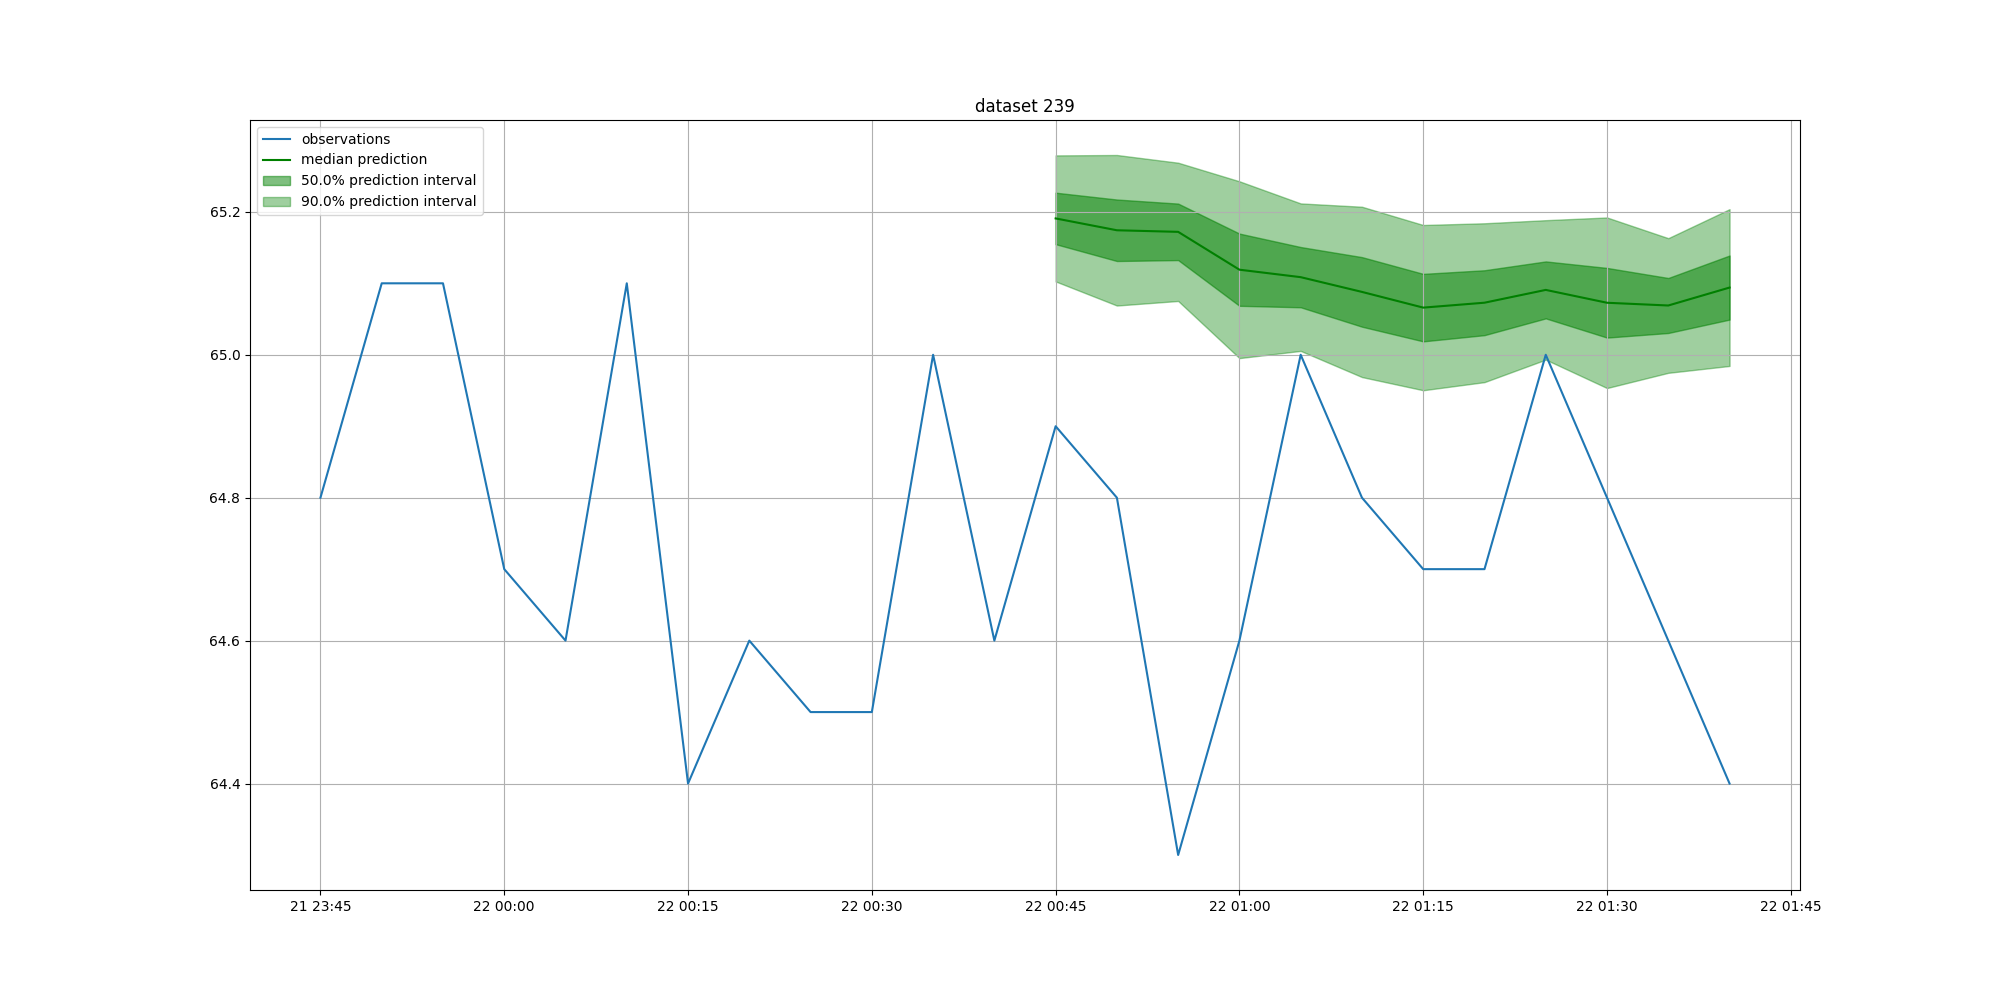 dataset 239
observations
median prediction
50.0% prediction interval
90.0% prediction interval
65.2
65.0
64.8
64.6
64.4
21 23:45 22 00:00 22 00:15 22 00:30 22 00:45 22 01:00 22 01:15 22 01:30 22 01:45